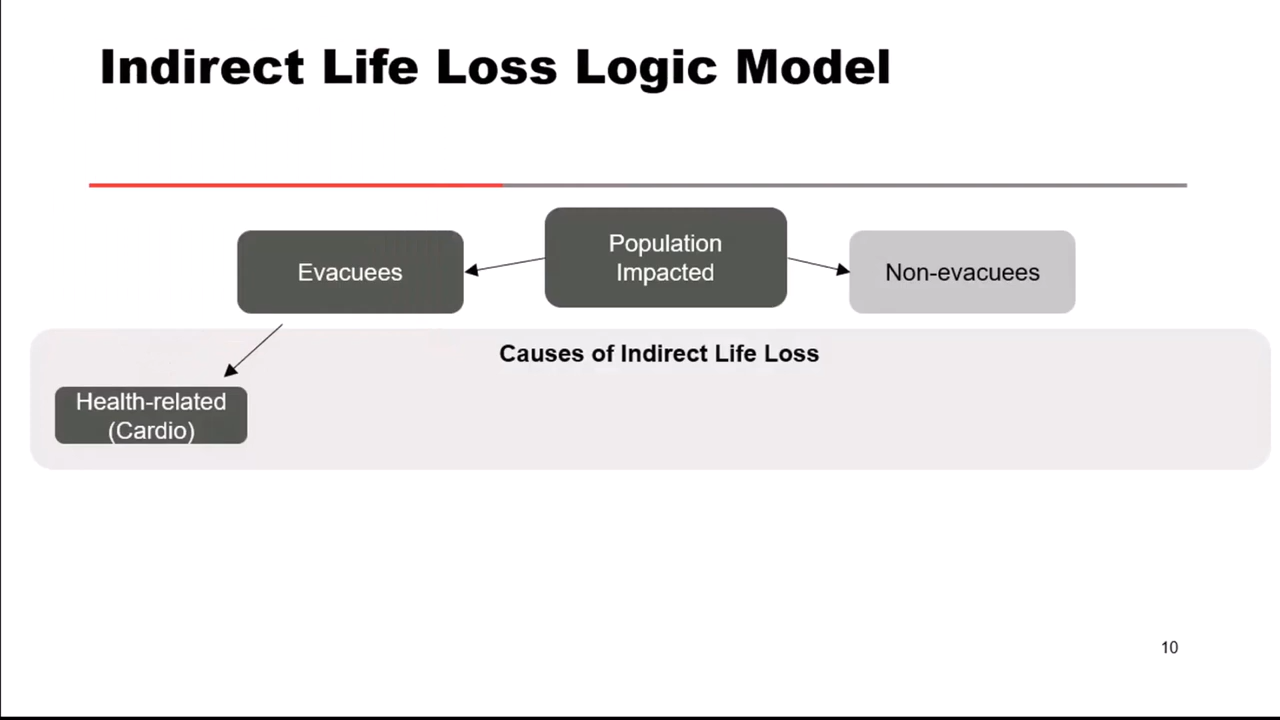 Indirect Life Loss Logic Model
Population
Impacted
Evacuees
Non-evacuees
Causes of Indirect Life Loss
Health-related
(Cardio)
10